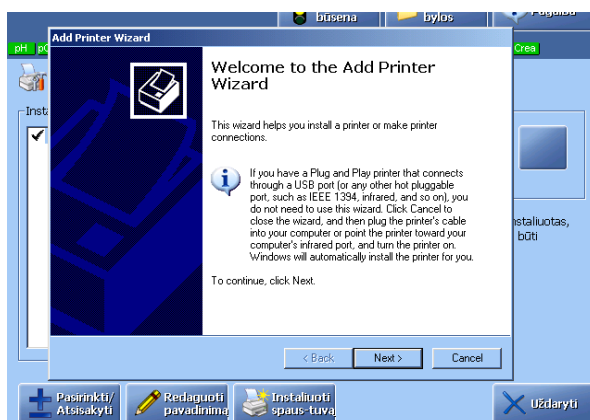 būsena
bylos
Pagalba
Add Printer Wizard
pH
Crea
Welcome to the Add Printer
Wizard
This wizard helps you install a printer or make printer
connections.
If you have a Plug and Play printer that connects
through a USB port (or any other hot pluggable
port, such as IEEE 1394, infrared, and so on), you
do not need to use this wizard. Click Cancel to
close the wizard, and then plug the printer's cable
into your computer or point the printer toward your
computer's infrared port, and turn the printer on.
Windows will automatically install the printer for you.
To continue, click Next.
staliuotas,
būti
< Back
Next >
Cancel
Pasirinkti/
Atsisakyti
Redaguoti
pavadinimą
Instaliuoti
spaus-tuvą
Uždaryti